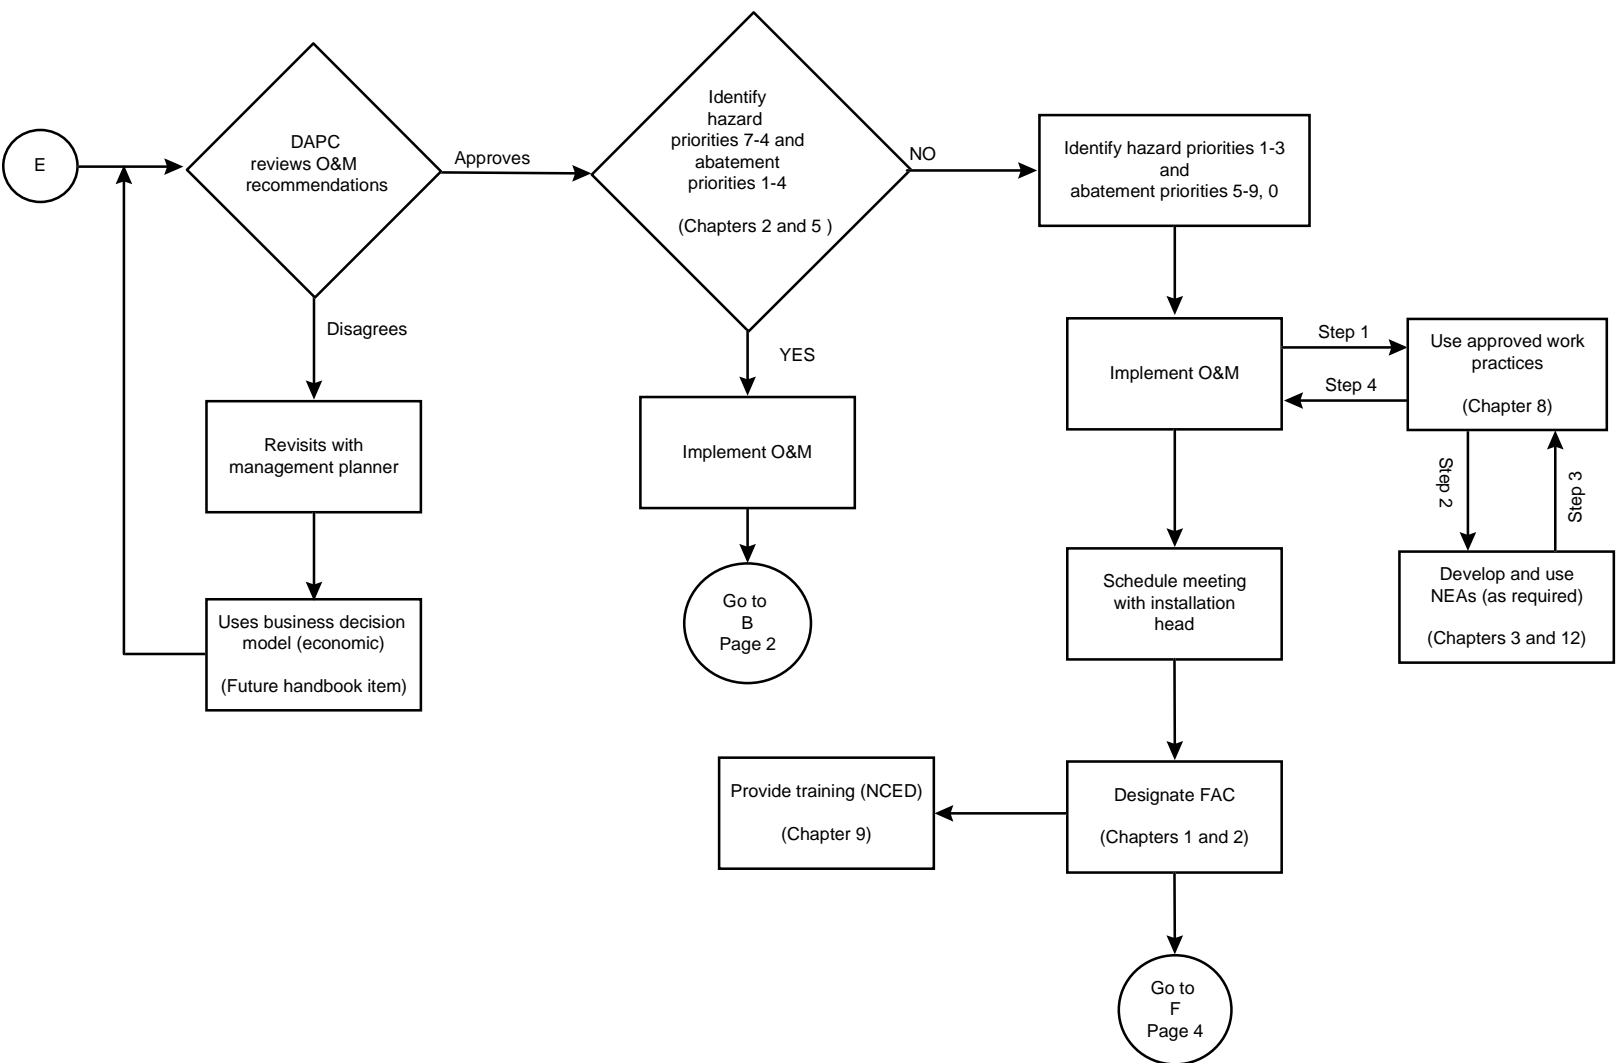 E
DAPC
reviews O&M
recommendations
Approves
Disagrees
Revisits with
management planner
Uses business decision
model (economic)
(Future handbook item)
Identify
hazard
priorities 7-4 and
abatement
priorities 1-4
(Chapters 2 and 5 )
NO
YES
Implement O&M
Go to
B
Page 2
Identify hazard priorities 1-3
and
abatement priorities 5-9, 0
Implement O&M
Step 1
Step 4
Use approved work
practices
(Chapter 8)
Step 2
Step 3
Develop and use
NEAs (as required)
(Chapters 3 and 12)
Schedule meeting
with installation
head
Designate FAC
(Chapters 1 and 2)
Provide training (NCED)
(Chapter 9)
Go to
F
Page 4